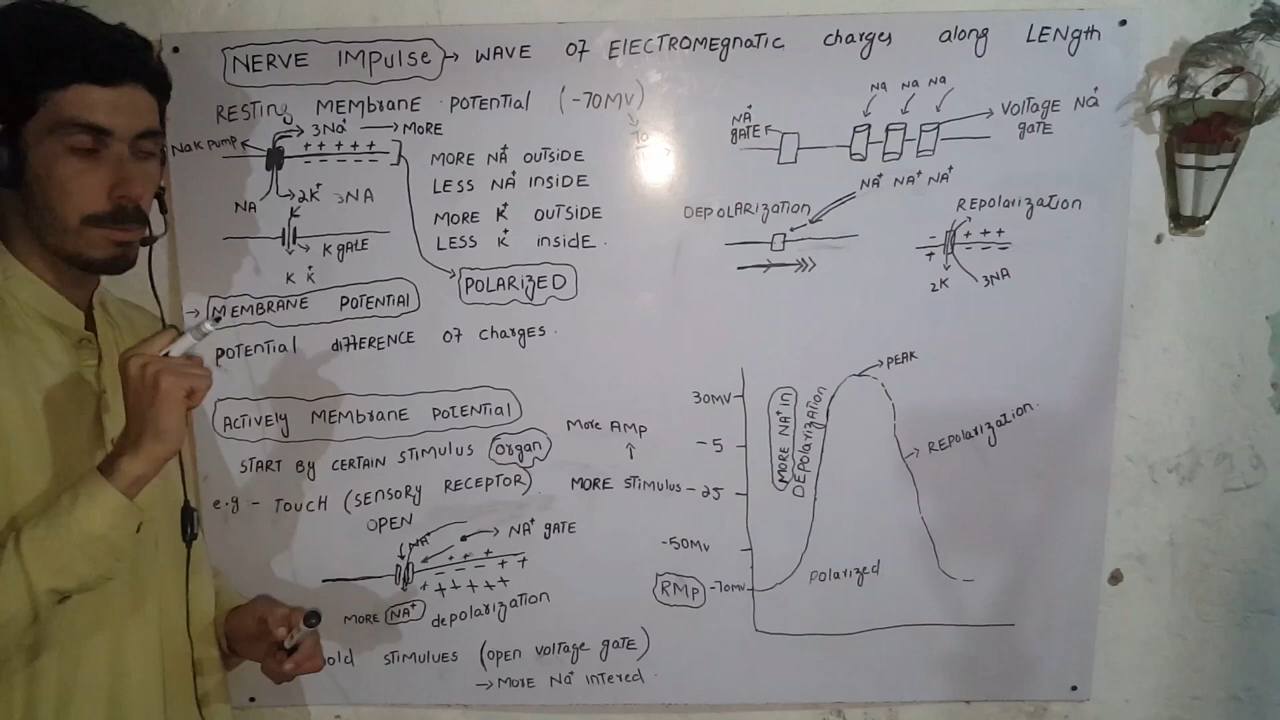 NERVE IMPULSE → WAVE OF ELECTROMEGNATIC charges along LENgth
RESTINg MEMbRANE POTENTIAL (-70MV)
3Na⁺ → MORE
Nak PUMP
+ + + + +
- - - - -
NA
2K⁺ 3NA
MORE NA⁺ OUTSIDE
LESS NA⁺ INSIDE
MORE K⁺ OUTSIDE
LESS K⁺ inSIDE.
K
K gATE
K K⁺
POLARIZED
→ MEMBRANE POTENTIAL
POTENTIAL diFFERENCE OF chARgES.
ACTIVELY MEMBRANE POTENTIAL
START By CERTAIN STIMULUS Organ
e.g - TOUCH (SENSORY RECEPTOR)
OPEN
NA⁺
NA⁺ GATE
+ + +
- - + +
+ + + + + +
MORE NA⁺ depolarization
old STIMULUES (OPEN VOLTAGE gATE)
→ MORE Na⁺ INTERED.
NA⁺ GATE
Na Na Na
VOLTAGE NA⁺ gATE
DEPOLARIZATION
NA⁺ NA⁺ NA⁺
REPOLARIZATION
- + + +
+ - - -
2K
3NA
More AMP
↑
MORE STIMULUS
30MV
-5
-25
-50MV
RMP -70MV
MORE NA⁺ IN
DEPOLARIZATION
PEAK
REPOLARIZATION.
POLARIZED